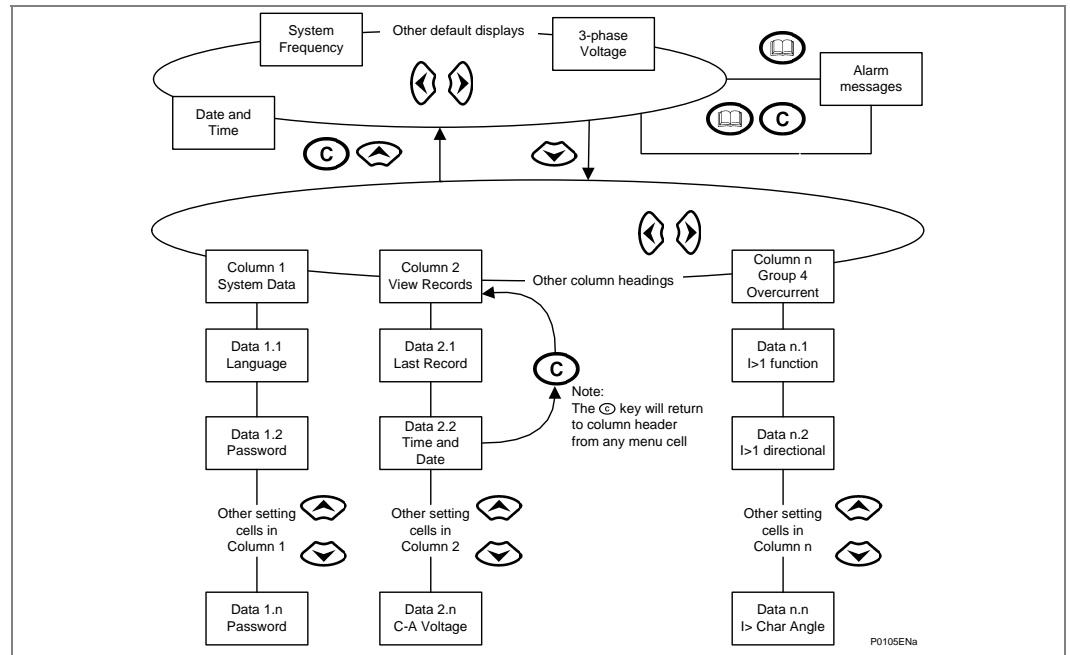 System
Frequency
Other default displays
3-phase
Voltage
Alarm
messages
Date and
Time
C
C
Column 1
System Data
Column 2
View Records
Other column headings
Column n
Group 4
Overcurrent
Data 1.1
Language
Data 2.1
Last Record
Data n.1
I>1 function
C
Note:
The C key will return
to column header
from any menu cell
Data 1.2
Password
Data 2.2
Time and
Date
Data n.2
I>1 directional
Other setting
cells in
Column 1
Other setting
cells in
Column 2
Other setting
cells in
Column n
Data 1.n
Password
Data 2.n
C-A Voltage
Data n.n
I> Char Angle
P0105ENa